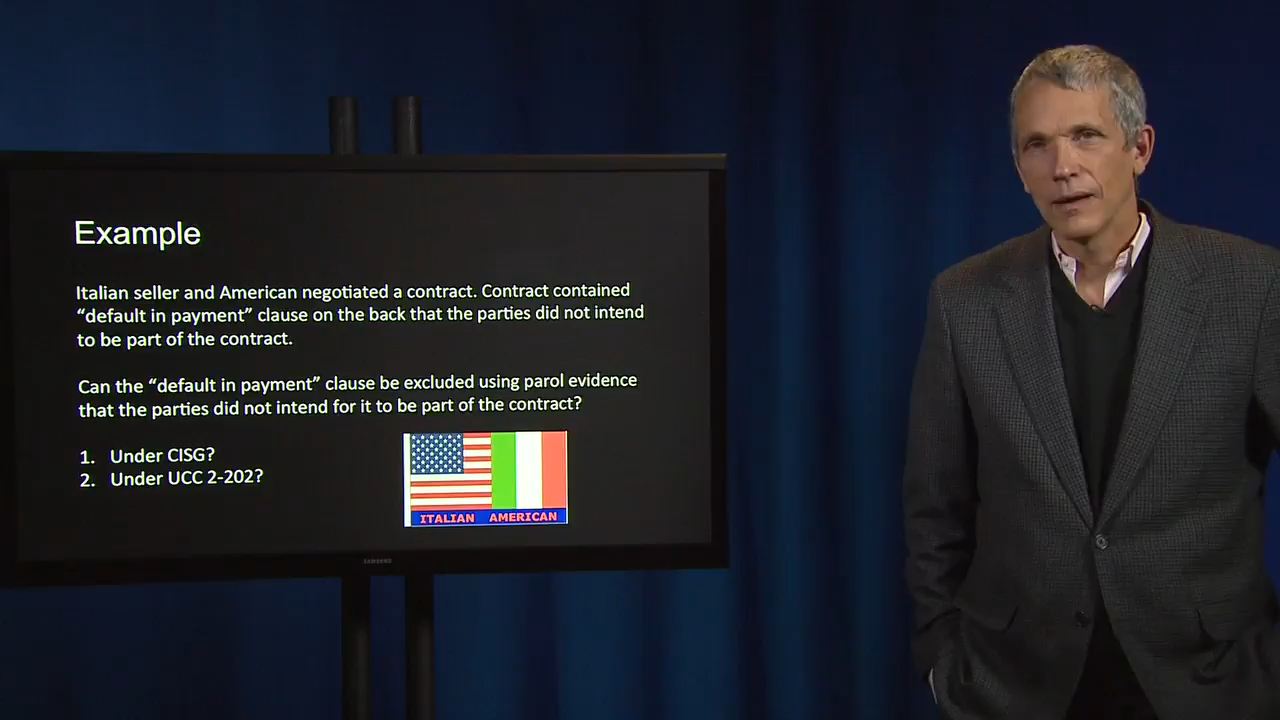 Example
Italian seller and American negotiated a contract. Contract contained
“default in payment” clause on the back that the parties did not intend
to be part of the contract.
Can the “default in payment” clause be excluded using parol evidence
that the parties did not intend for it to be part of the contract?
1. Under CISG?
2. Under UCC 2-202?
ITALIAN AMERICAN
SAMSUNG